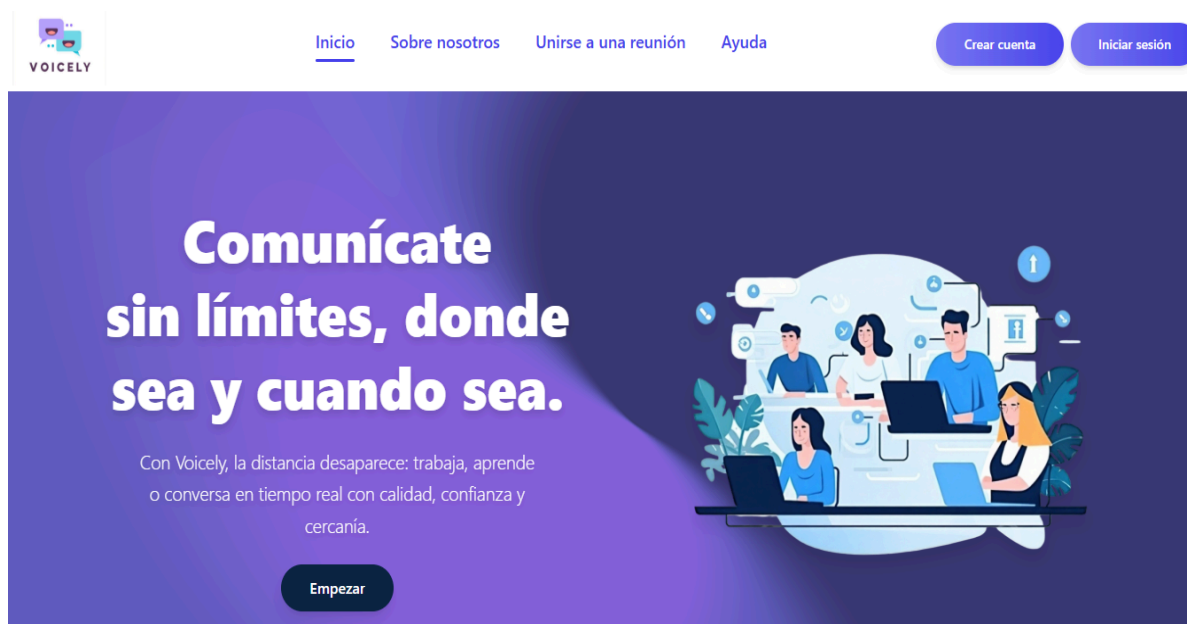 VOICELY
Inicio
Sobre nosotros
Unirse a una reunión
Ayuda
Crear cuenta
Iniciar sesión
Comunícate
sin límites, donde
sea y cuando sea.
Con Voicely, la distancia desaparece: trabaja, aprende
o conversa en tiempo real con calidad, confianza y
cercanía.
Empezar